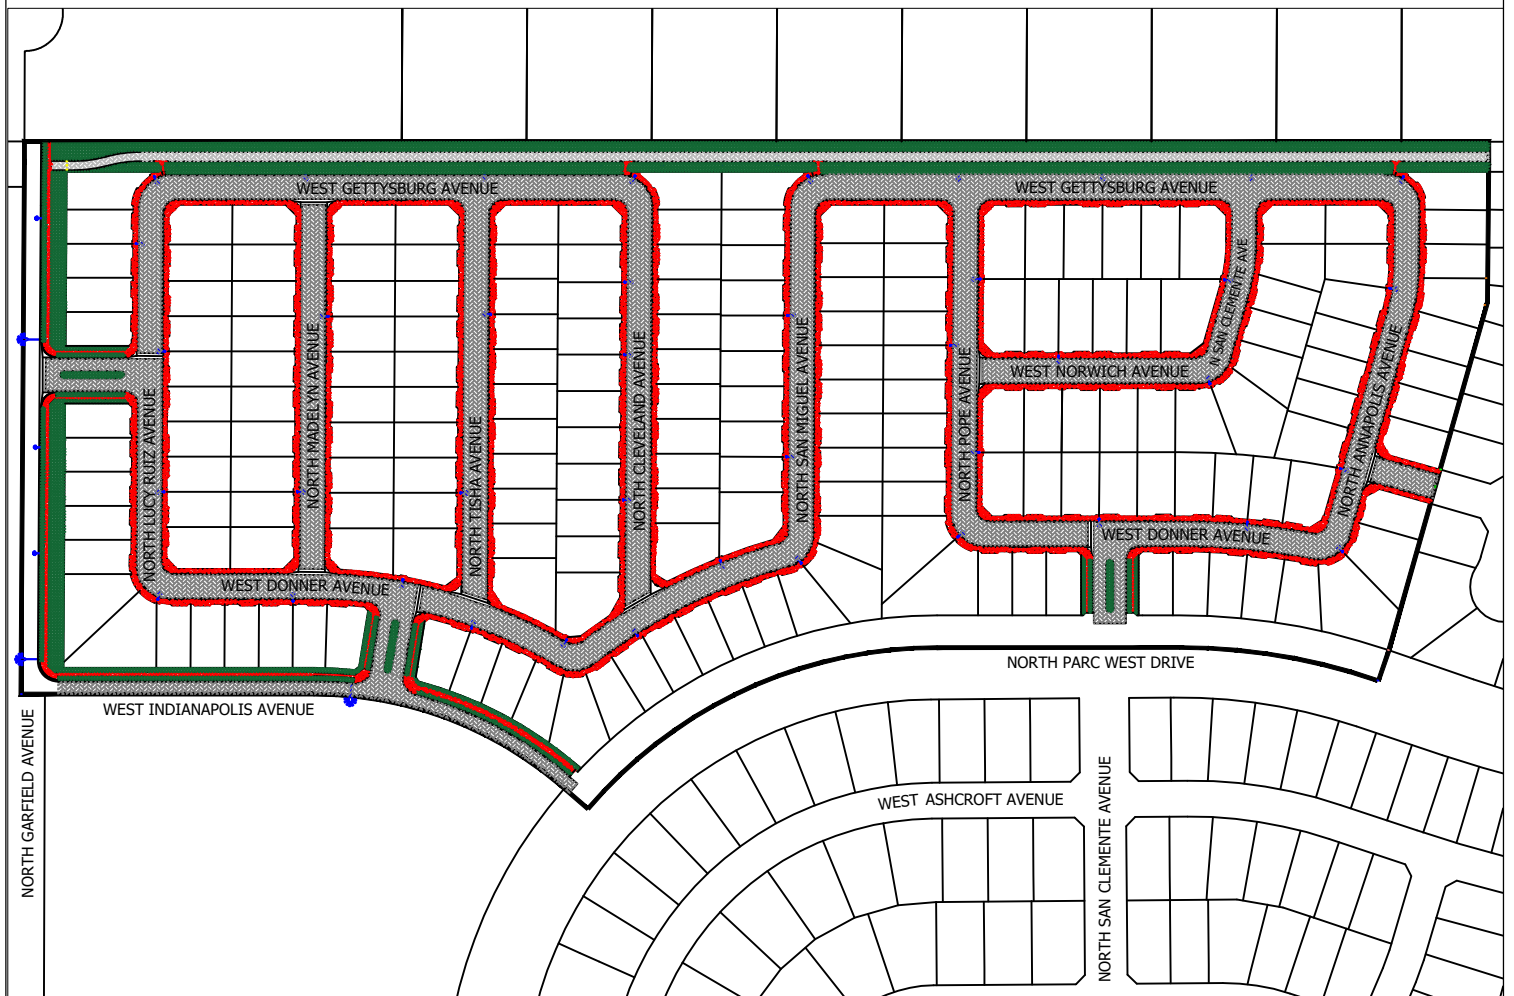 WEST GETTYSBURG AVENUE
WEST GETTYSBURG AVENUE
N SAN CLEMENTE AVE
NORTH LUCY RUIZ AVENUE
NORTH MADELYN AVENUE
NORTH TISHA AVENUE
NORTH CLEVELAND AVENUE
NORTH SAN MIGUEL AVENUE
NORTH POPE AVENUE
WEST NORWICH AVENUE
NORTH ANNAPOLIS AVENUE
WEST DONNER AVENUE
WEST DONNER AVENUE
NORTH PARC WEST DRIVE
WEST INDIANAPOLIS AVENUE
NORTH GARFIELD AVENUE
WEST ASHCROFT AVENUE
NORTH SAN CLEMENTE AVENUE